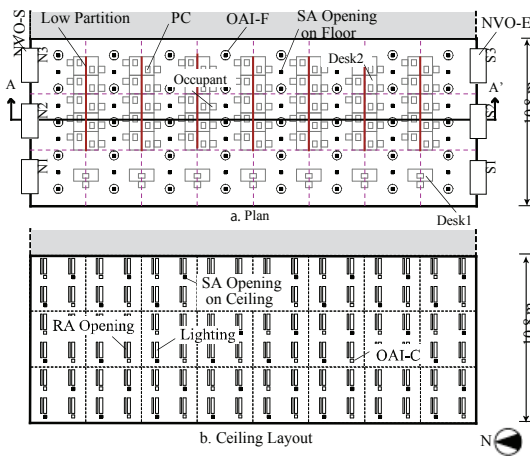 NVO-S
Low Partition
PC
OAI-F
SA Opening
on Floor
NVO-E
N3
Desk2
S3
A
Occupant
A'
N2
S2
10.8 m
N1
S1
a. Plan
Desk1
SA Opening
on Ceiling
RA Opening
Lighting
OAI-C
10.8 m
b. Ceiling Layout
N